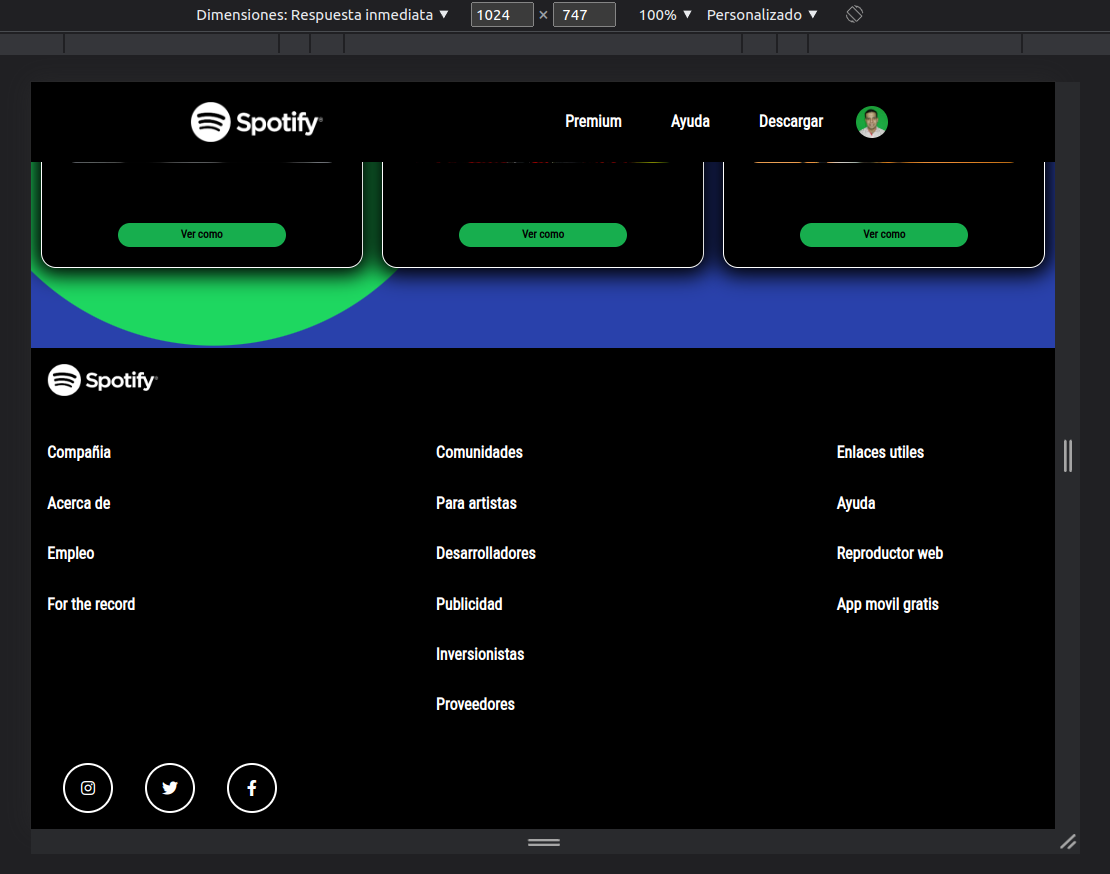 Dimensiones: Respuesta inmediata ▼ 1024 × 747 100% ▼ Personalizado ▼
Spotify® Premium Ayuda Descargar
Ver como Ver como Ver como
Spotify®
Compañia Comunidades Enlaces utiles
Acerca de Para artistas Ayuda
Empleo Desarrolladores Reproductor web
For the record Publicidad App movil gratis
Inversionistas
Proveedores